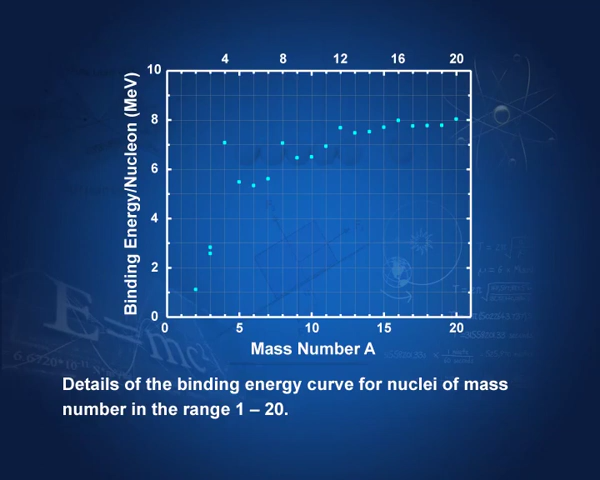 4 8 12 16 20
10
8
6
4
2
0
Binding Energy/Nucleon (MeV)
0 5 10 15 20
Mass Number A
E=mc²
Details of the binding energy curve for nuclei of mass
number in the range 1 – 20.